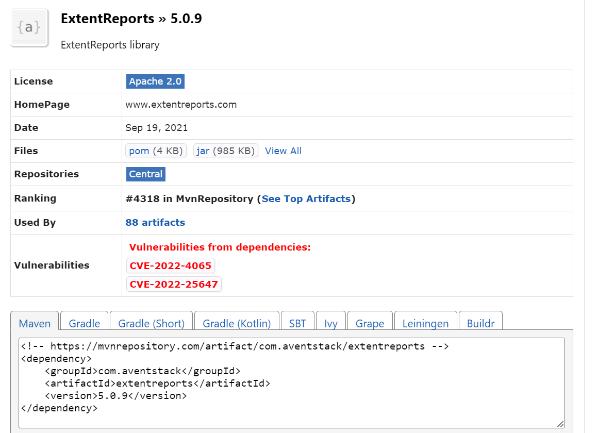 {a}
ExtentReports » 5.0.9
ExtentReports library
License Apache 2.0
HomePage www.extentreports.com
Date Sep 19, 2021
Files pom (4 KB) jar (985 KB) View All
Repositories Central
Ranking #4318 in MvnRepository (See Top Artifacts)
Used By 88 artifacts
Vulnerabilities Vulnerabilities from dependencies:
CVE-2022-4065
CVE-2022-25647
Maven Gradle Gradle (Short) Gradle (Kotlin) SBT Ivy Grape Leiningen Buildr
<!-- https://mvnrepository.com/artifact/com.aventstack/extentreports -->
<dependency>
    <groupId>com.aventstack</groupId>
    <artifactId>extentreports</artifactId>
    <version>5.0.9</version>
</dependency>